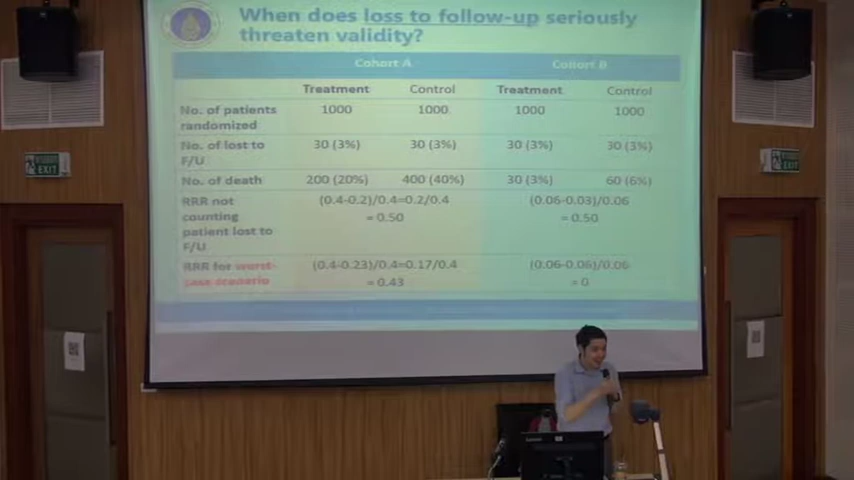 When does loss to follow-up seriously
threaten validity?
Cohort A Cohort B
Treatment Control Treatment Control
No. of patients randomized 1000 1000 1000 1000
No. of lost to F/U 30 (3%) 30 (3%) 30 (3%) 30 (3%)
No. of death 200 (20%) 400 (40%) 30 (3%) 60 (6%)
RRR not counting patient lost to F/U (0.4-0.2)/0.4=0.2/0.4 = 0.50 (0.06-0.03)/0.06 = 0.50
RRR for worst-case scenario (0.4-0.23)/0.4=0.17/0.4 = 0.43 (0.06-0.06)/0.06 = 0
EXIT
EXIT